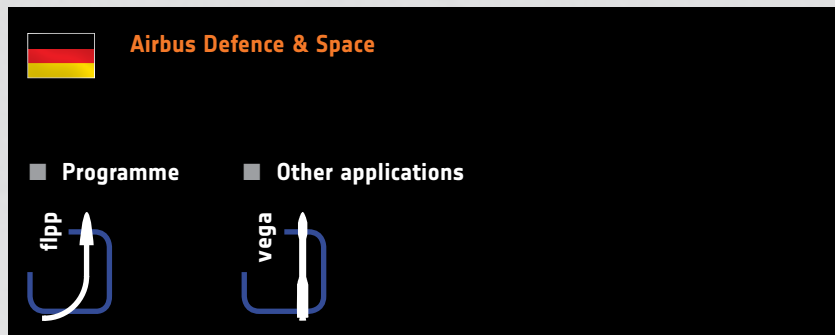 Airbus Defence & Space
Programme
Other applications
flpp
vega